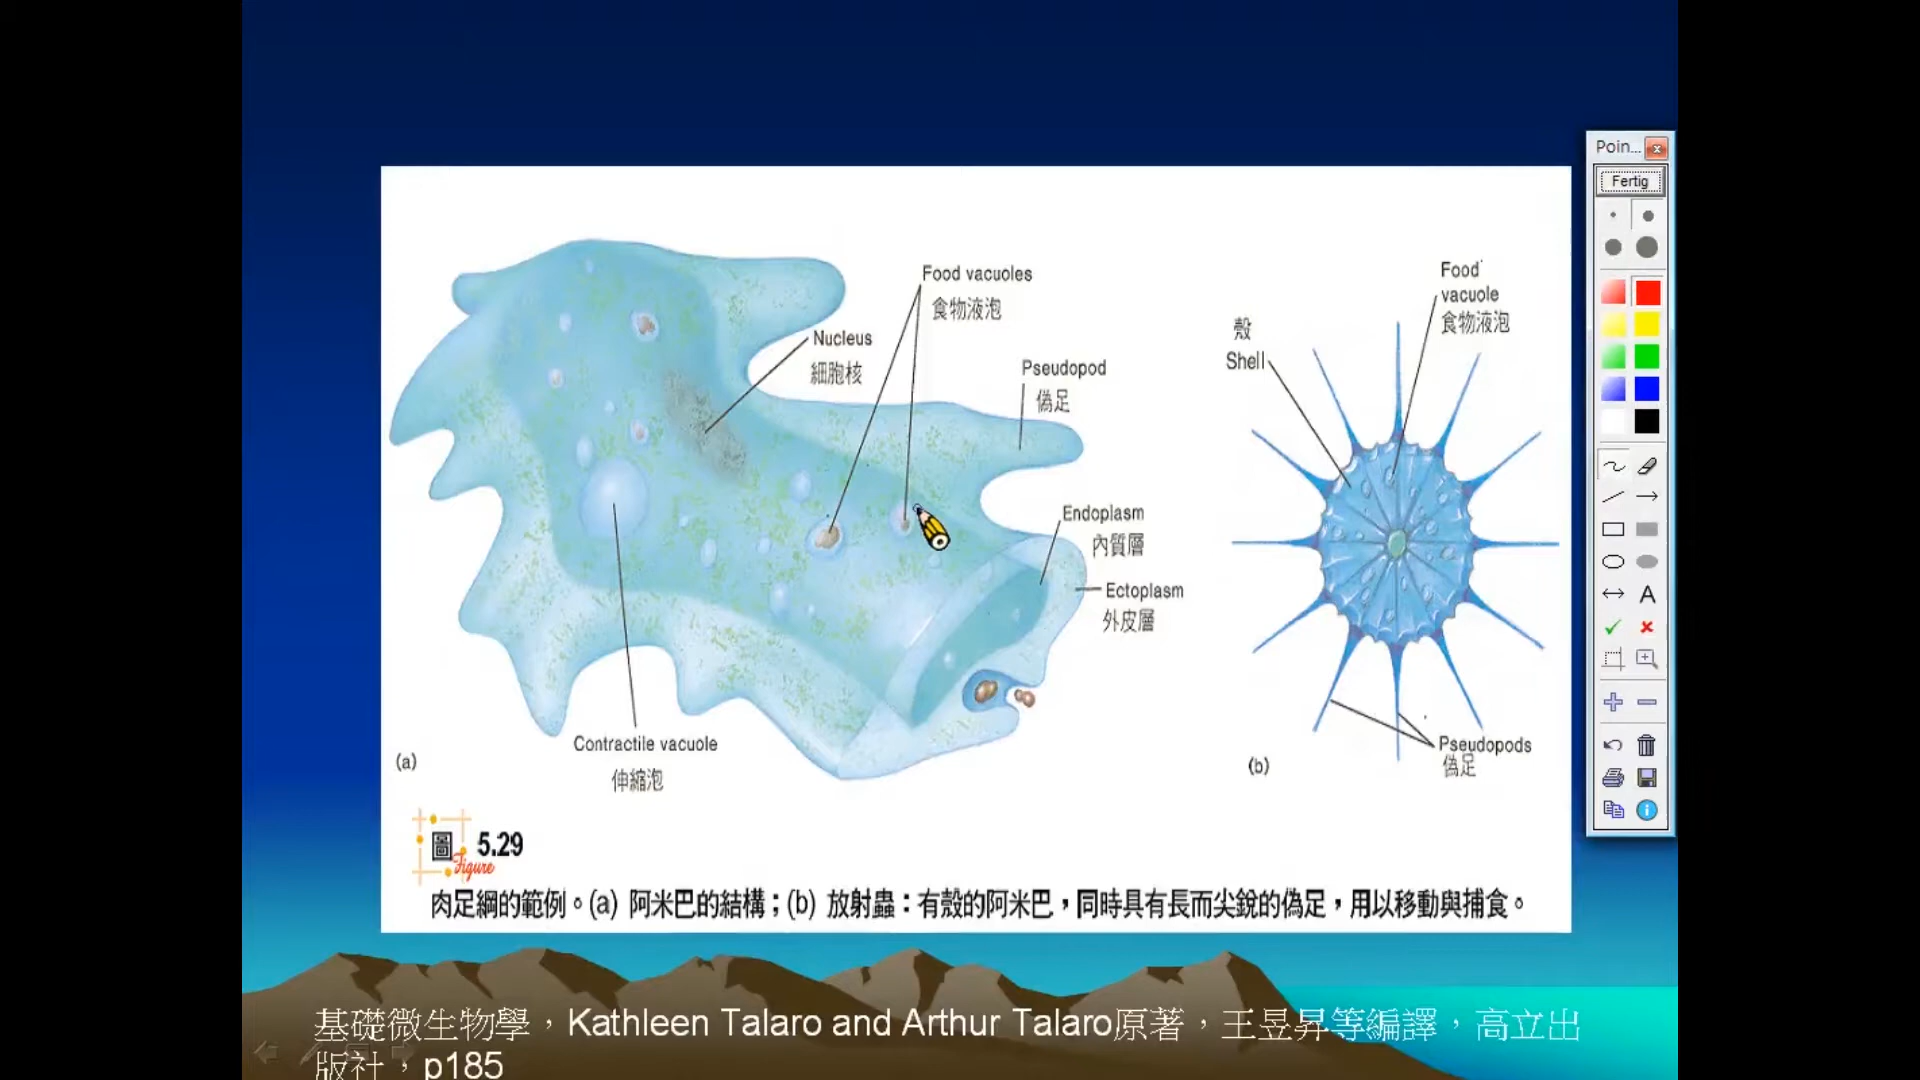 Poin...
Fertig
Food vacuoles
食物液泡
Nucleus
細胞核
Pseudopod
偽足
Endoplasm
內質層
Ectoplasm
外皮層
Contractile vacuole
伸縮泡
(a)
Food
vacuole
食物液泡
殼
Shell
Pseudopods
偽足
(b)
圖 5.29
Figure
肉足綱的範例。(a) 阿米巴的結構；(b) 放射蟲：有殼的阿米巴，同時具有長而尖銳的偽足，用以移動與捕食。
基礎微生物學，Kathleen Talaro and Arthur Talaro原著，王昱昇等編譯，高立出
版社，p185
A